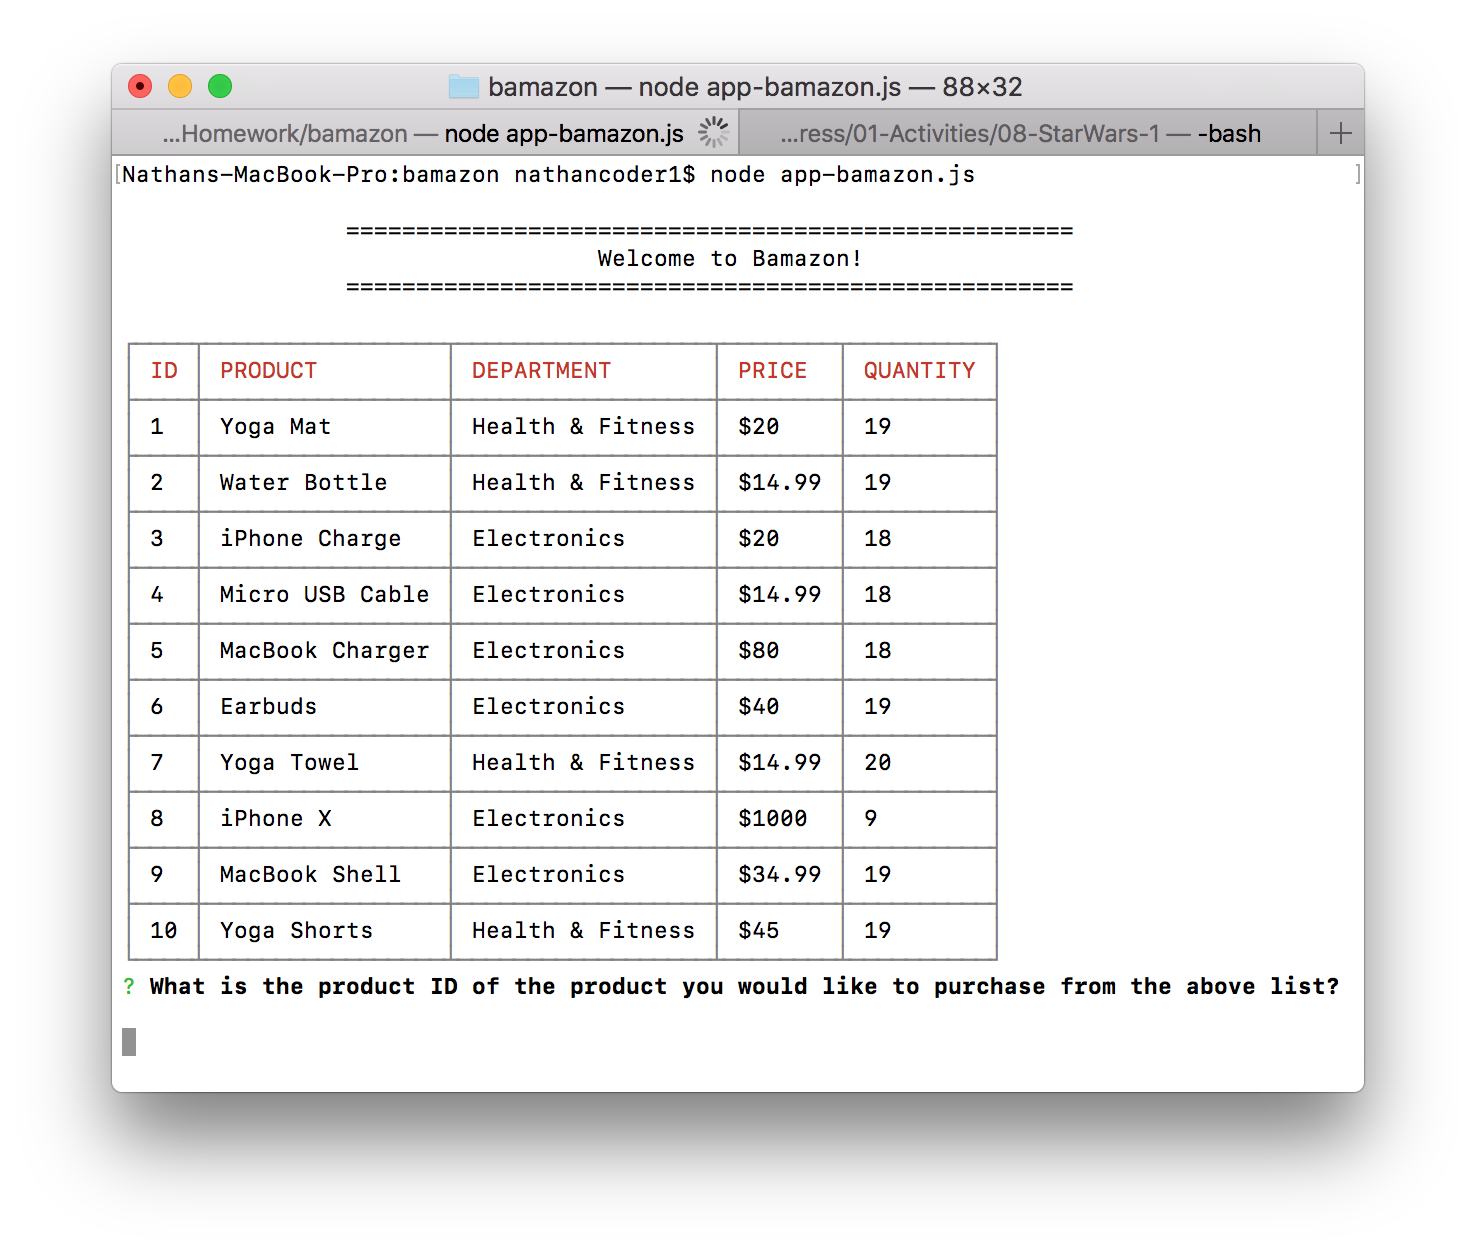 bamazon — node app-bamazon.js — 88×32
...Homework/bamazon — node app-bamazon.js ...ress/01-Activities/08-StarWars-1 — -bash +
[Nathans-MacBook-Pro:bamazon nathancoder1$ node app-bamazon.js ]
====================================================
Welcome to Bamazon!
====================================================
ID PRODUCT DEPARTMENT PRICE QUANTITY
1 Yoga Mat Health & Fitness $20 19
2 Water Bottle Health & Fitness $14.99 19
3 iPhone Charge Electronics $20 18
4 Micro USB Cable Electronics $14.99 18
5 MacBook Charger Electronics $80 18
6 Earbuds Electronics $40 19
7 Yoga Towel Health & Fitness $14.99 20
8 iPhone X Electronics $1000 9
9 MacBook Shell Electronics $34.99 19
10 Yoga Shorts Health & Fitness $45 19
? What is the product ID of the product you would like to purchase from the above list?